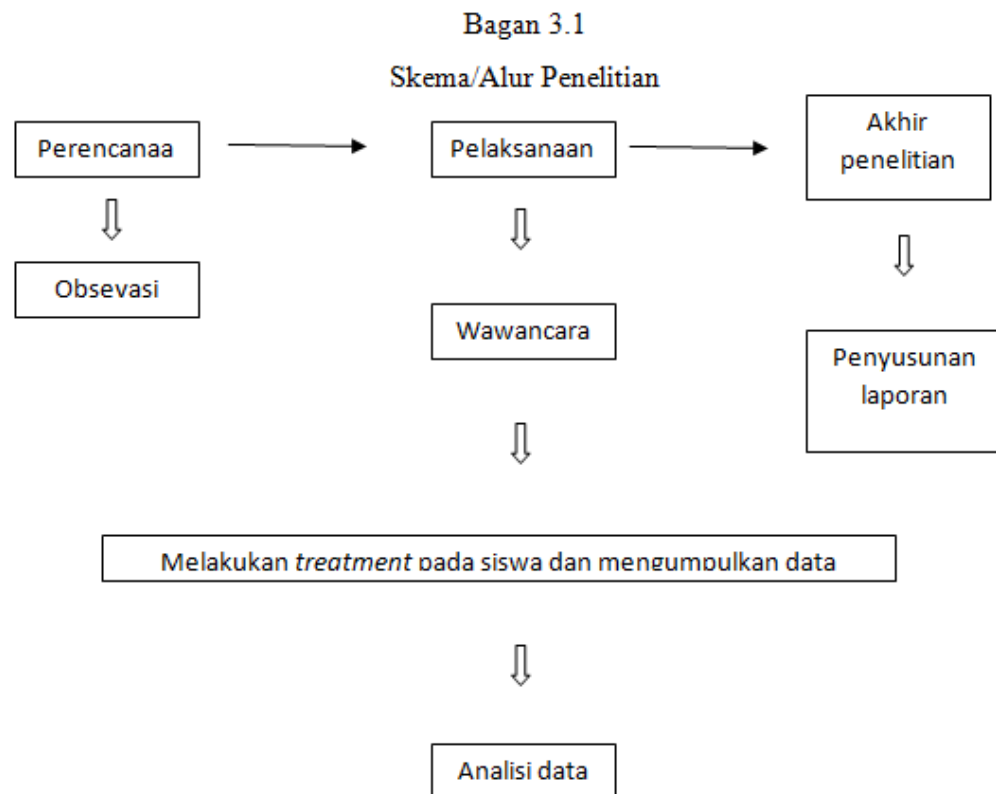 Bagan 3.1
Skema/Alur Penelitian
Perencanaa
Pelaksanaan
Akhir
penelitian
Obsevasi
Wawancara
Penyusunan
laporan
Melakukan treatment pada siswa dan mengumpulkan data
Analisi data